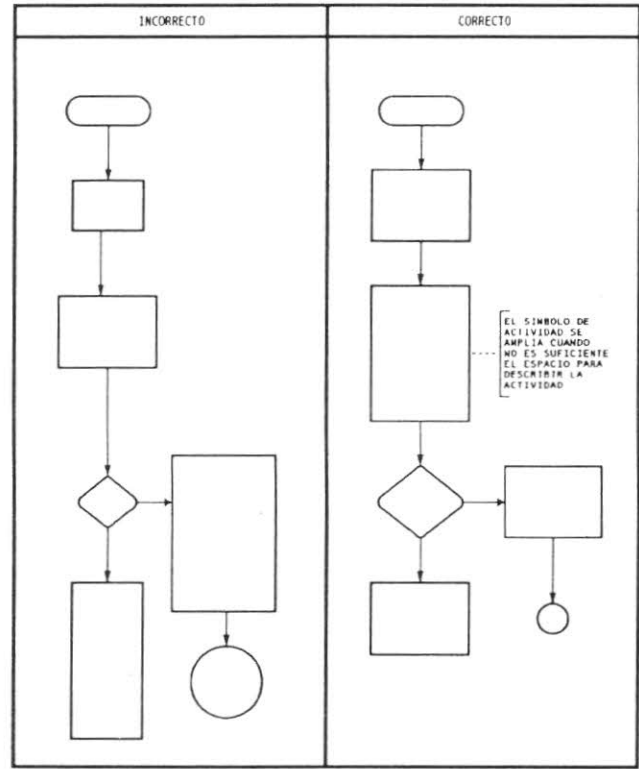 INCORRECTO
CORRECTO
EL SIMBOLO DE
ACTIVIDAD SE
AMPLIA CUANDO
NO ES SUFICIENTE
EL ESPACIO PARA
DESCRIBIR LA
ACTIVIDAD